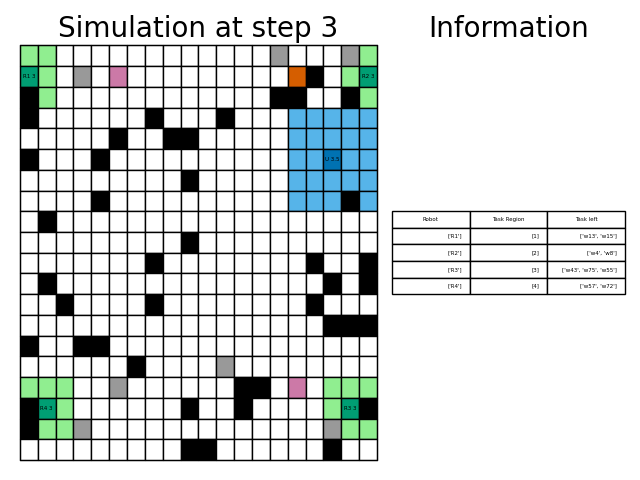 Simulation at step 3
Information
R1 3
R2 3
U 3.5
Robot Task Region Task left
['R1'] [1] ['w13', 'w15']
['R2'] [2] ['w4', 'w8']
['R3'] [3] ['w43', 'w75', 'w55']
['R4'] [4] ['w57', 'w72']
R4 3
R3 3